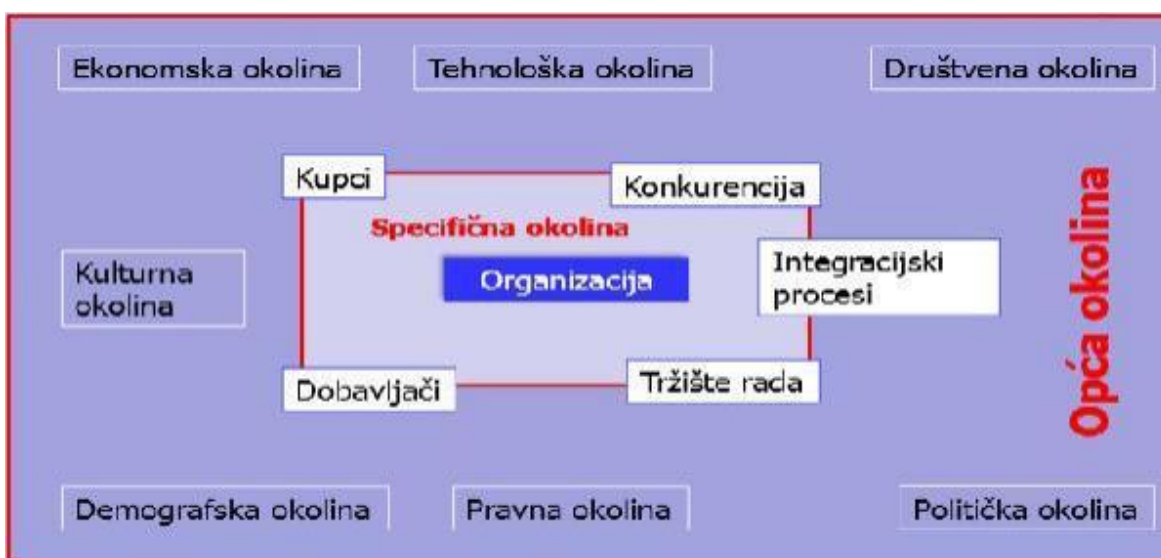 Ekonomska okolina
Tehnološka okolina
Društvena okolina
Kupci
Konkurencija
Specifična okolina
Organizacija
Integracijski
procesi
Kulturna
okolina
Opća okolina
Dobavljači
Tržište rada
Demografska okolina
Pravna okolina
Politička okolina